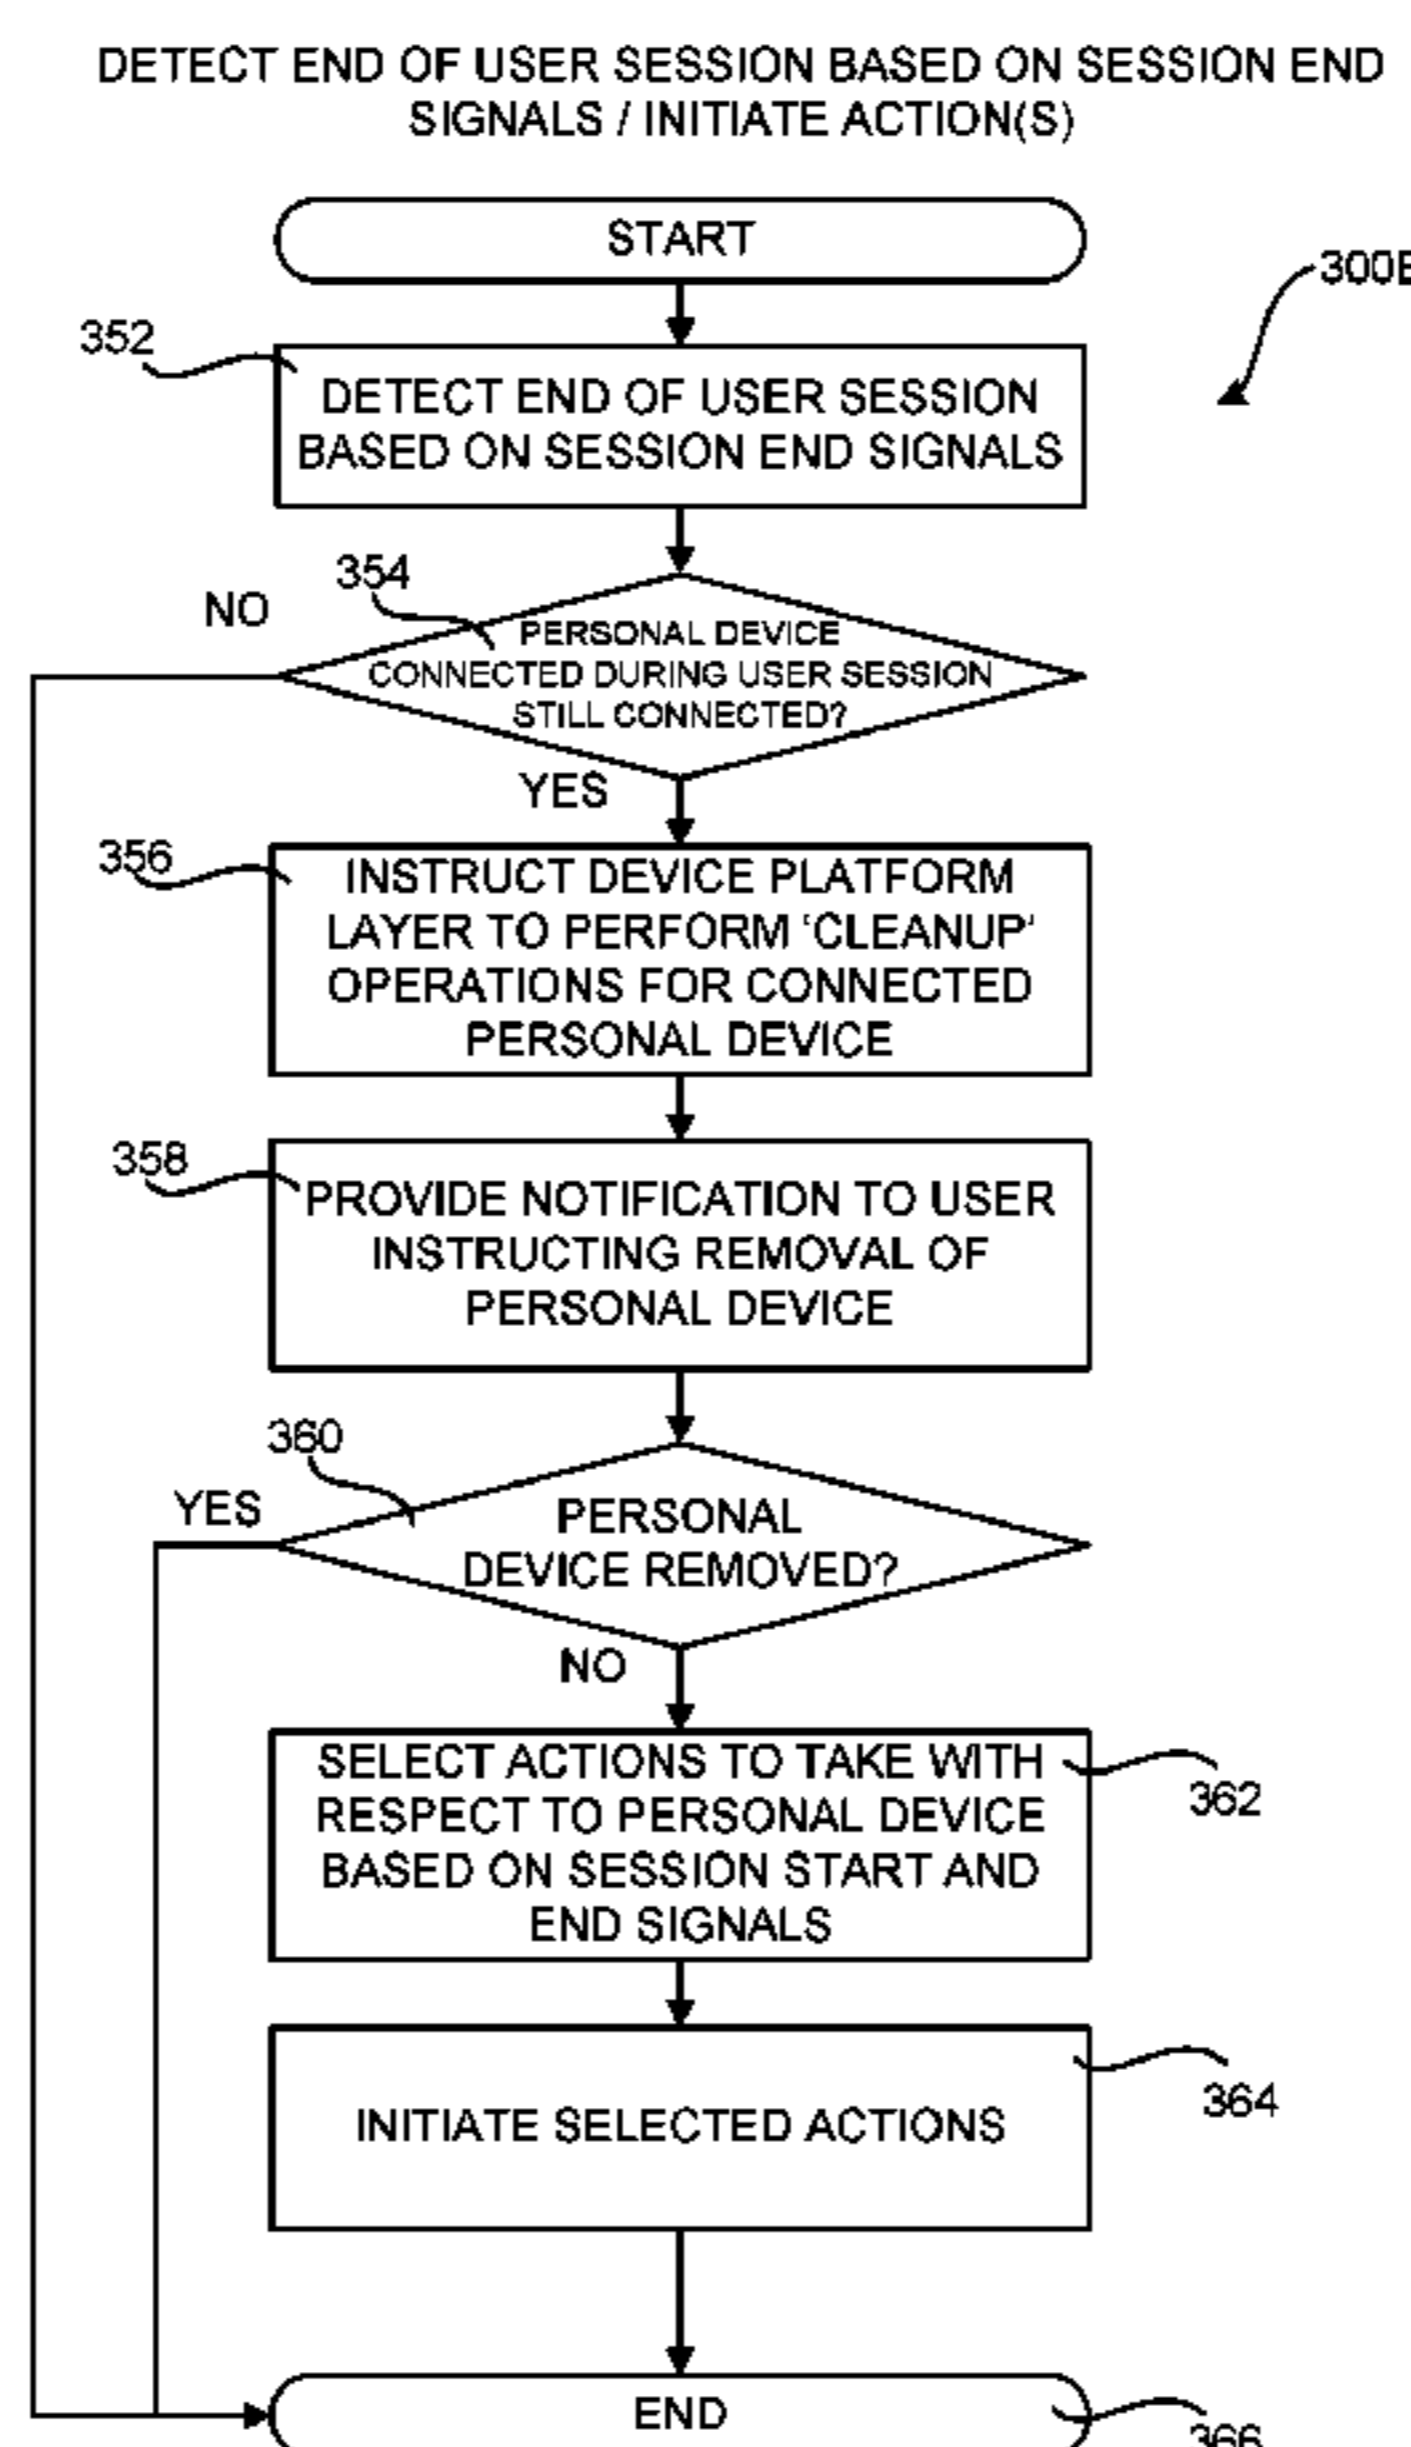 DETECT END OF USER SESSION BASED ON SESSION END
SIGNALS / INITIATE ACTION(S)
START
300B
352
DETECT END OF USER SESSION
BASED ON SESSION END SIGNALS
354
NO
PERSONAL DEVICE
CONNECTED DURING USER SESSION
STILL CONNECTED?
YES
356
INSTRUCT DEVICE PLATFORM
LAYER TO PERFORM 'CLEANUP'
OPERATIONS FOR CONNECTED
PERSONAL DEVICE
358
PROVIDE NOTIFICATION TO USER
INSTRUCTING REMOVAL OF
PERSONAL DEVICE
360
YES
PERSONAL
DEVICE REMOVED?
NO
SELECT ACTIONS TO TAKE WITH
RESPECT TO PERSONAL DEVICE
BASED ON SESSION START AND
END SIGNALS
362
INITIATE SELECTED ACTIONS
364
END
366